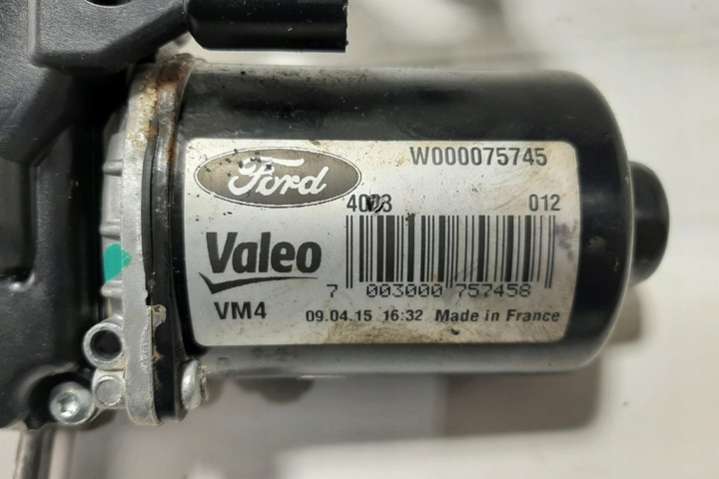 Ford
W000075745
012
Valeo
7 003000 757458
VM4
09.04.15 16:32 Made in France